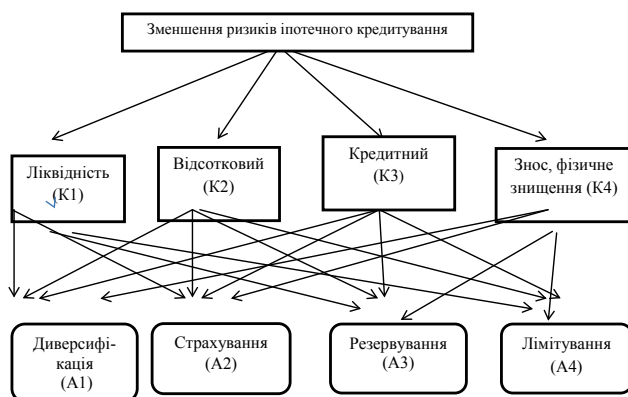 Зменшення ризиків іпотечного кредитування
Ліквідність
(К1)
Відсотковий
(К2)
Кредитний
(К3)
Знос, фізичне
знищення (К4)
Диверсифі-
кація
(А1)
Страхування
(А2)
Резервування
(А3)
Лімітування
(А4)